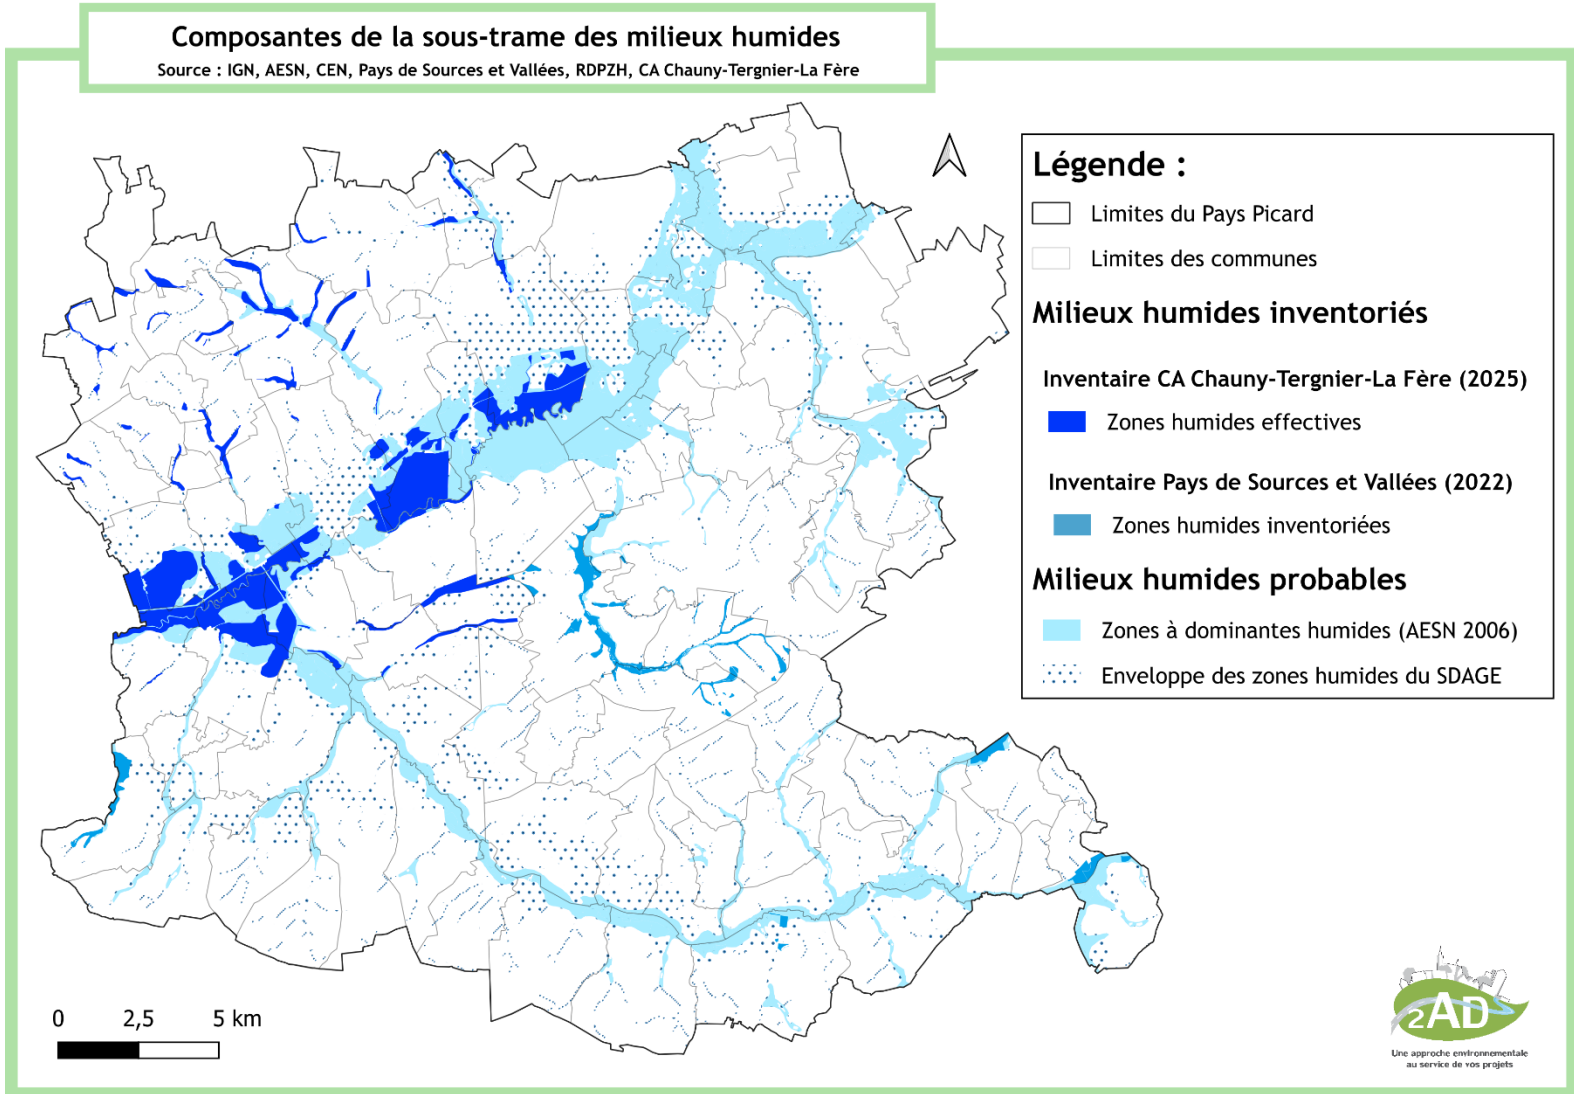 Composantes de la sous-trame des milieux humides
Source : IGN, AESN, CEN, Pays de Sources et Vallées, RDPZH, CA Chauny-Tergnier-La Fère
Légende :
Limites du Pays Picard
Limites des communes
Milieux humides inventoriés
Inventaire CA Chauny-Tergnier-La Fère (2025)
Zones humides effectives
Inventaire Pays de Sources et Vallées (2022)
Zones humides inventoriées
Milieux humides probables
Zones à dominantes humides (AESN 2006)
Enveloppe des zones humides du SDAGE
0 2,5 5 km
2AD
Une approche environnementale
au service de vos projets